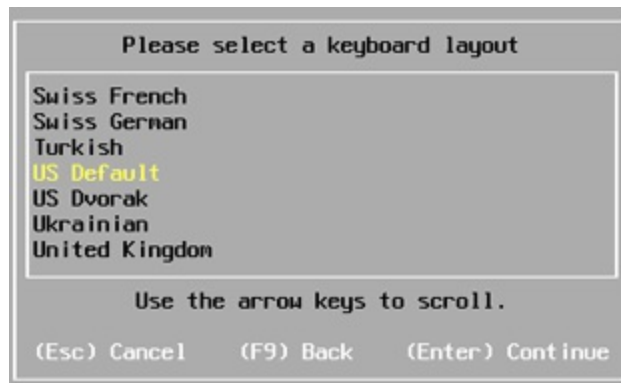 Please select a keyboard layout
Swiss French
Swiss German
Turkish
US Default
US Dvorak
Ukrainian
United Kingdom
Use the arrow keys to scroll.
(Esc) Cancel (F9) Back (Enter) Continue